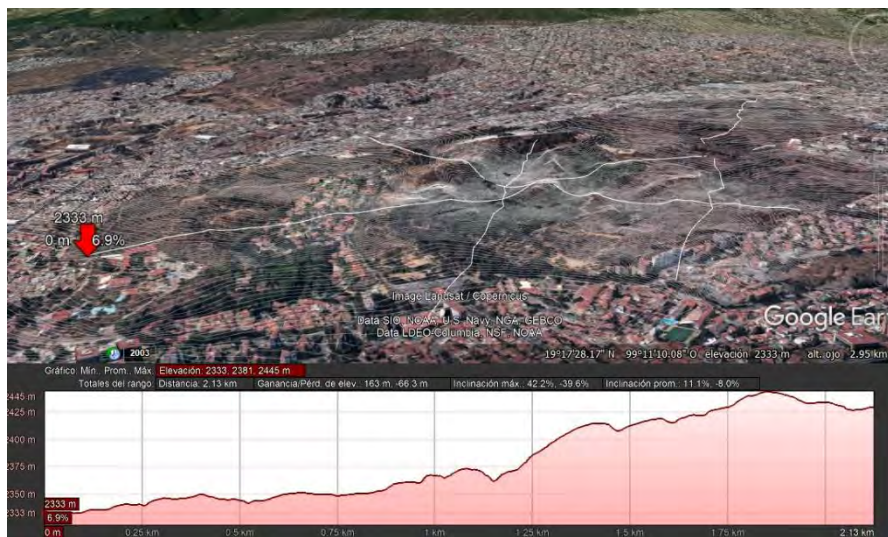 2333 m
0 m 6.9%
Image Landsat / Copernicus
Data SIO, NOAA, U.S. Navy, NGA, GEBCO
Data LDEO-Columbia, NSF, NOAA
Google Eart
2003
19°17'28.17" N 99°11'10.08" O elevación 2333 m alt. ojo 2.95 km
Gráfico: Mín., Prom., Máx. Elevación: 2333, 2381, 2445 m
Totales del rango: Distancia: 2.13 km Ganancia/Pérd. de elev.: 163 m, -66.3 m Inclinación máx.: 42.2%, -39.6% Inclinación prom.: 11.1%, -8.0%
2445 m
2425 m
2400 m
2375 m
2350 m
2333 m
2333 m
6.9%
0 m 0.25 km 0.5 km 0.75 km 1 km 1.25 km 1.5 km 1.75 km 2.13 km